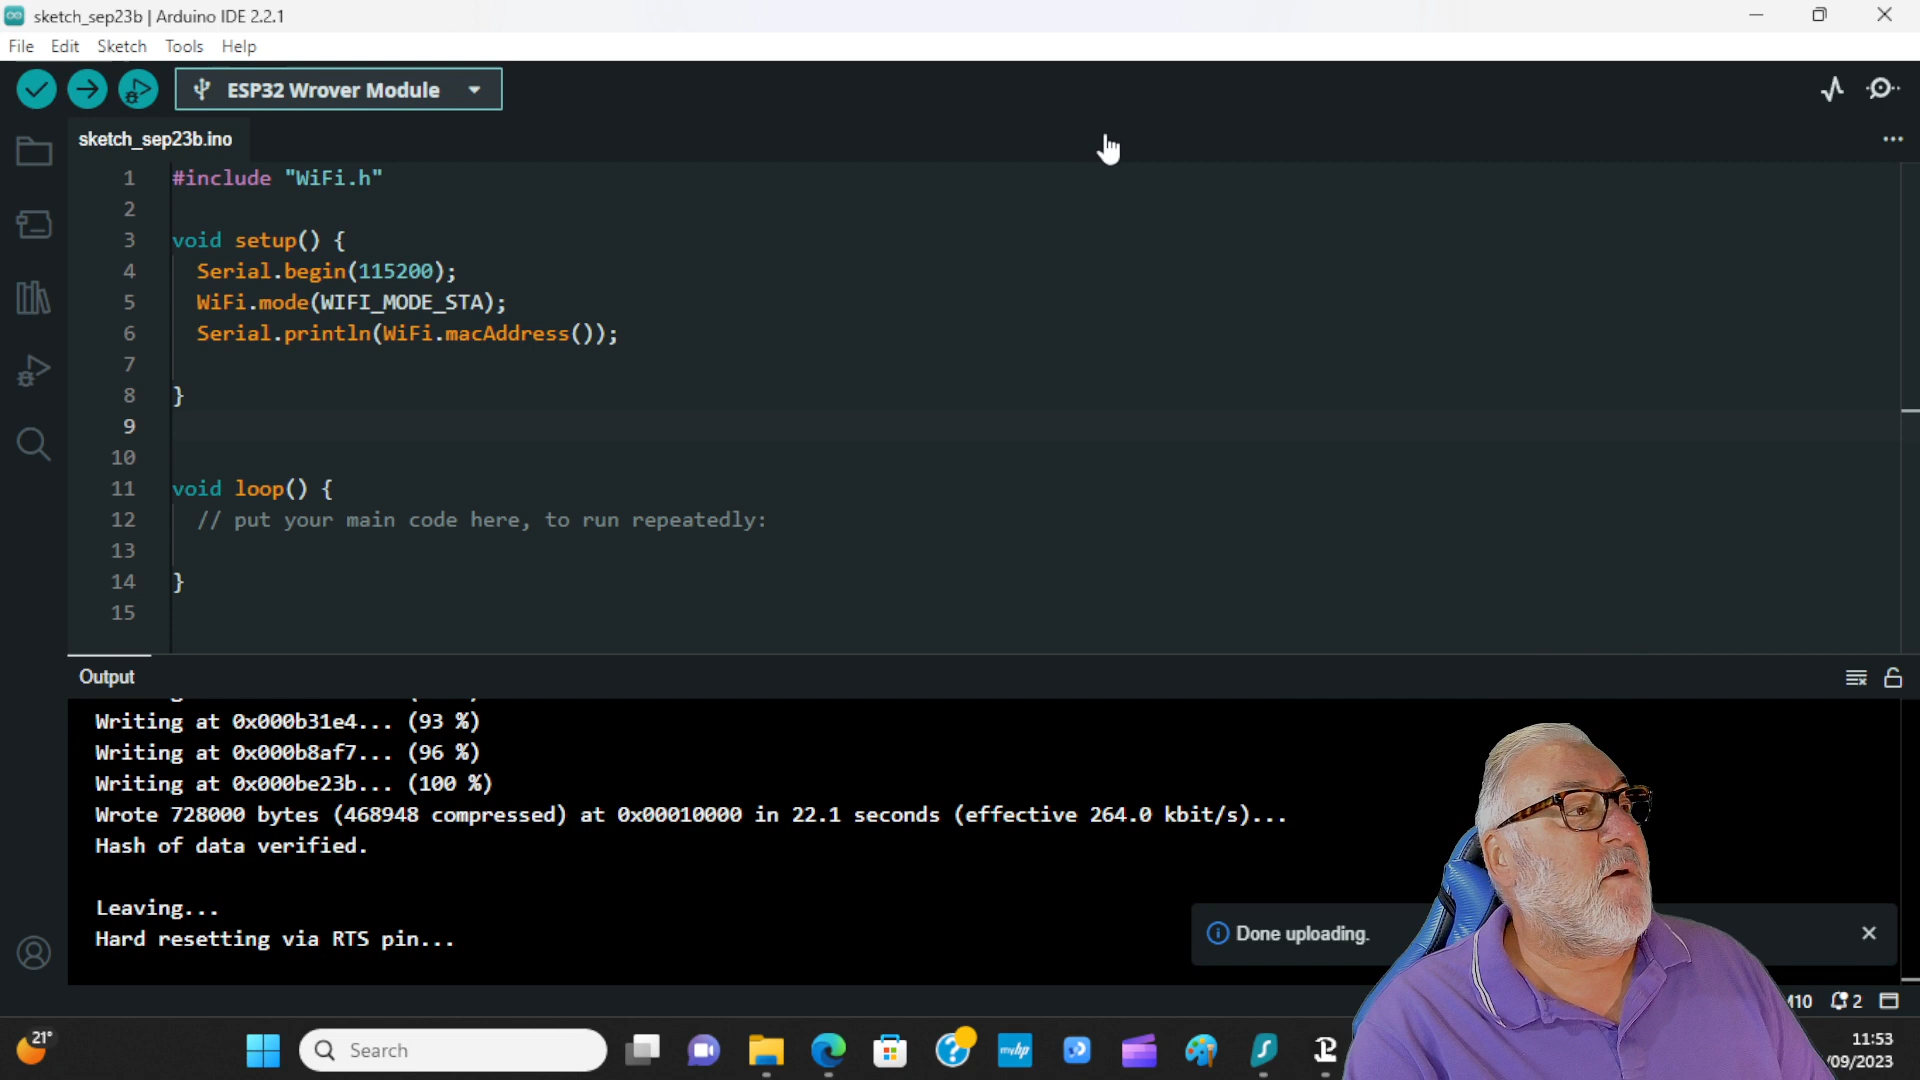 sketch_sep23b | Arduino IDE 2.2.1
File Edit Sketch Tools Help
ESP32 Wrover Module
sketch_sep23b.ino
1 #include "WiFi.h"
2
3 void setup() {
4 Serial.begin(115200);
5 WiFi.mode(WIFI_MODE_STA);
6 Serial.println(WiFi.macAddress());
7
8 }
9
10
11 void loop() {
12 // put your main code here, to run repeatedly:
13
14 }
15
Output
Writing at 0x000b31e4... (93 %)
Writing at 0x000b8af7... (96 %)
Writing at 0x000be23b... (100 %)
Wrote 728000 bytes (468948 compressed) at 0x00010000 in 22.1 seconds (effective 264.0 kbit/s)...
Hash of data verified.
Leaving...
Hard resetting via RTS pin...
Done uploading.
2
21°
Search
myhp
11:53
/09/2023